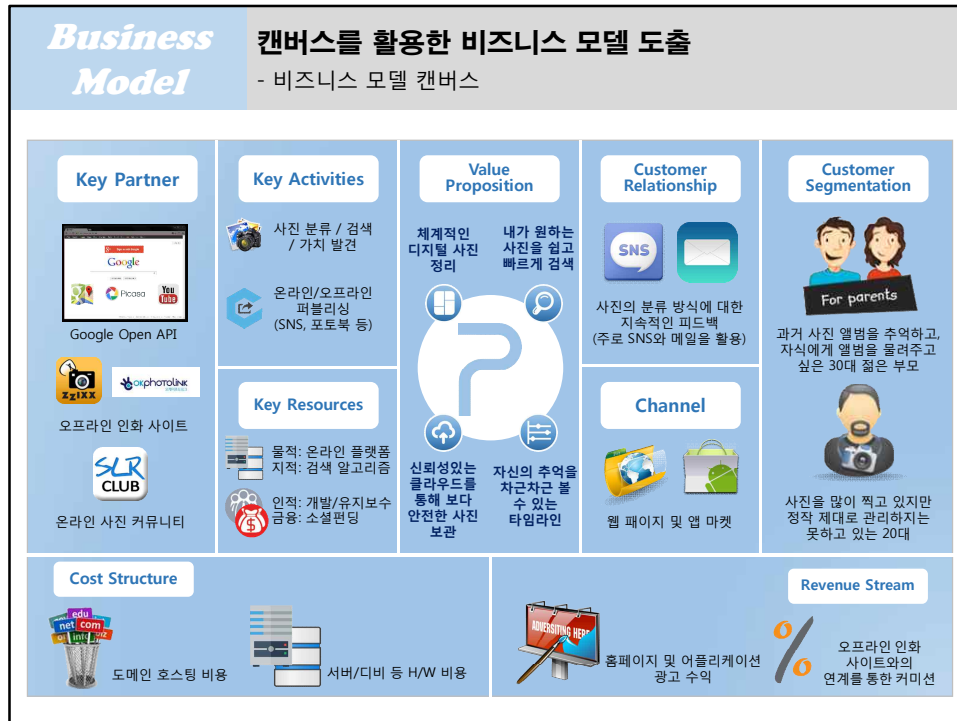 Business
Model
캔버스를 활용한 비즈니스 모델 도출
- 비즈니스 모델 캔버스
Key Partner
Google
Picasa
You
Tube
Google Open API
ZZIXX
OKphotoLink
오프라인 인화 사이트
SLR
CLUB
온라인 사진 커뮤니티
Key Activities
사진 분류 / 검색
/ 가치 발견
온라인/오프라인
퍼블리싱
(SNS, 포토북 등)
Key Resources
물적: 온라인 플랫폼
지적: 검색 알고리즘
인적: 개발/유지보수
금융: 소셜펀딩
Value
Proposition
체계적인
디지털 사진
정리
내가 원하는
사진을 쉽고
빠르게 검색
신뢰성있는
클라우드를
통해 보다
안전한 사진
보관
자신의 추억을
차근차근 볼
수 있는
타임라인
Customer
Relationship
SNS
사진의 분류 방식에 대한
지속적인 피드백
(주로 SNS와 메일을 활용)
Channel
웹 페이지 및 앱 마켓
Customer
Segmentation
For parents
과거 사진 앨범을 추억하고,
자식에게 앨범을 물려주고
싶은 30대 젊은 부모
사진을 많이 찍고 있지만
정작 제대로 관리하지는
못하고 있는 20대
Cost Structure
edu
net com
도메인 호스팅 비용
서버/디비 등 H/W 비용
Revenue Stream
ADVERSITING HERE
홈페이지 및 어플리케이션
광고 수익
%
오프라인 인화
사이트와의
연계를 통한 커미션